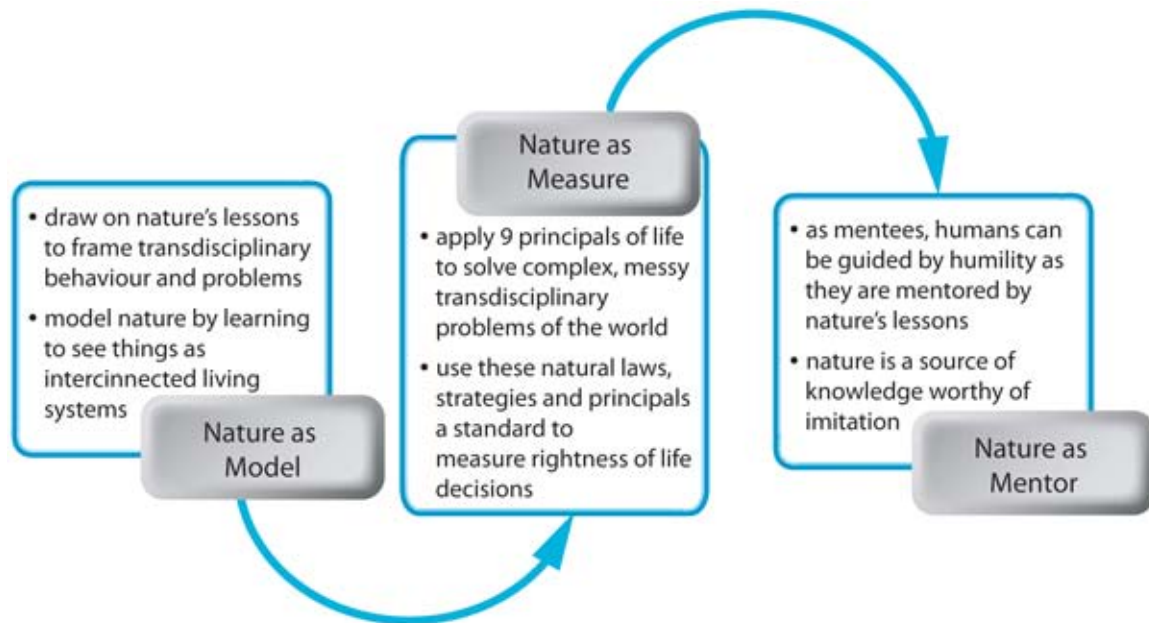 • draw on nature's lessons
to frame transdisciplinary
behaviour and problems
• model nature by learning
to see things as
intercinnected living
systems
Nature as
Model
Nature as
Measure
• apply 9 principals of life
to solve complex, messy
transdisciplinary
problems of the world
• use these natural laws,
strategies and principals
a standard to
measure rightness of life
decisions
• as mentees, humans can
be guided by humility as
they are mentored by
nature's lessons
• nature is a source of
knowledge worthy of
imitation
Nature as
Mentor